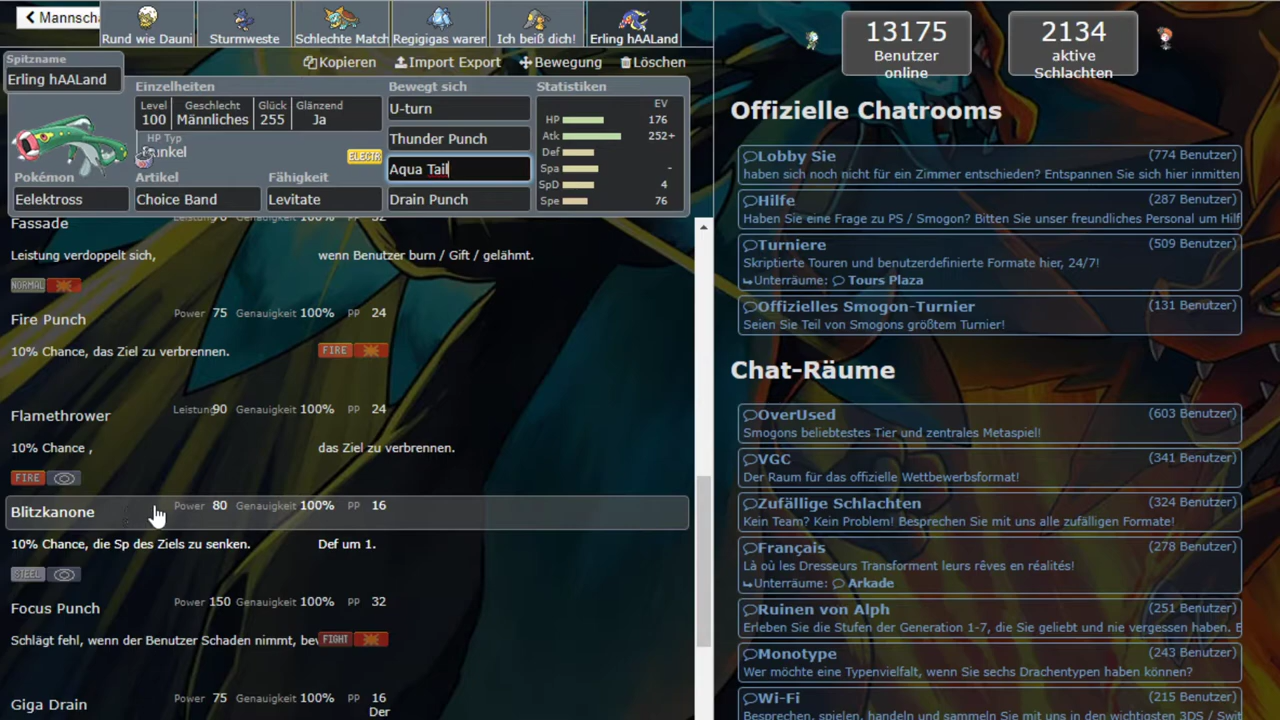 Mannsch
Rund wie Dauni
Sturmweste
Schlechte Match
Regigigas waren
Ich beiß dich!
Erling hAALand
Spitzname
Erling hAALand
Kopieren
Import Export
Bewegung
Löschen
Einzelheiten
Level
100
Geschlecht
Männliches
Glück
255
Glänzend
Ja
HP Typ
Dunkel
ELECTR
Pokémon
Eelektross
Artikel
Choice Band
Fähigkeit
Levitate
Bewegt sich
U-turn
Thunder Punch
Aqua Tail
Drain Punch
Statistiken
EV
HP 176
Atk 252+
Def
Spa -
SpD 4
Spe 76
Fassade
Leistung verdoppelt sich, wenn Benutzer burn / Gift / gelähmt.
NORMAL
Fire Punch Power 75 Genauigkeit 100% PP 24
10% Chance, das Ziel zu verbrennen. FIRE
Flamethrower Leistung 90 Genauigkeit 100% PP 24
10% Chance , das Ziel zu verbrennen.
FIRE
Blitzkanone Power 80 Genauigkeit 100% PP 16
10% Chance, die Sp des Ziels zu senken. Def um 1.
STEEL
Focus Punch Power 150 Genauigkeit 100% PP 32
Schlägt fehl, wenn der Benutzer Schaden nimmt, bev FIGHT
Giga Drain Power 75 Genauigkeit 100% PP 16
Der
13175
Benutzer
online
2134
aktive
Schlachten
Offizielle Chatrooms
Lobby Sie (774 Benutzer)
haben sich noch nicht für ein Zimmer entschieden? Entspannen Sie sich hier inmitten
Hilfe (287 Benutzer)
Haben Sie eine Frage zu PS / Smogon? Bitten Sie unser freundliches Personal um Hilf
Turniere (509 Benutzer)
Skriptierte Touren und benutzerdefinierte Formate hier, 24/7!
Unterräume: Tours Plaza
Offizielles Smogon-Turnier (131 Benutzer)
Seien Sie Teil von Smogons größtem Turnier!
Chat-Räume
OverUsed (603 Benutzer)
Smogons beliebtestes Tier und zentrales Metaspiel!
VGC (341 Benutzer)
Der Raum für das offizielle Wettbewerbsformat!
Zufällige Schlachten (324 Benutzer)
Kein Team? Kein Problem! Besprechen Sie mit uns alle zufälligen Formate!
Français (278 Benutzer)
Là où les Dresseurs Transforment leurs rêves en réalités!
Unterräume: Arkade
Ruinen von Alph (251 Benutzer)
Erleben Sie die Stufen der Generation 1-7, die Sie geliebt und nie vergessen haben. E
Monotype (243 Benutzer)
Wer möchte eine Typenvielfalt, wenn Sie sechs Drachentypen haben können?
Wi-Fi (215 Benutzer)
Besprechen, spielen, handeln und sammeln Sie mit uns in den wichtigsten 3DS / Swit